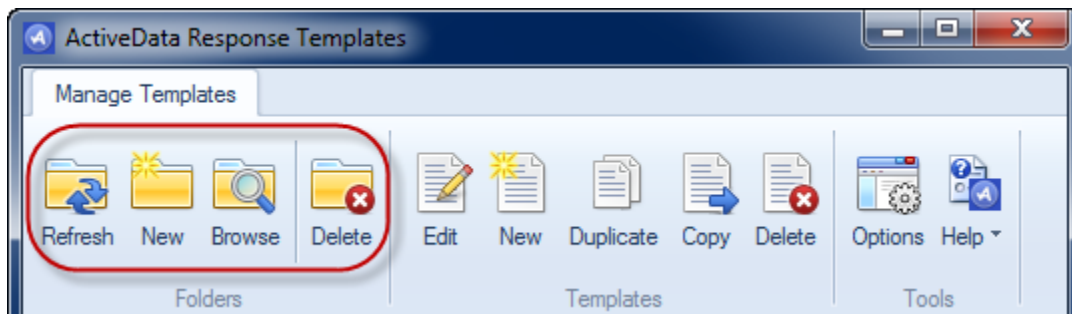 ActiveData Response Templates
Manage Templates
Refresh New Browse Delete Edit New Duplicate Copy Delete Options Help
Folders Templates Tools